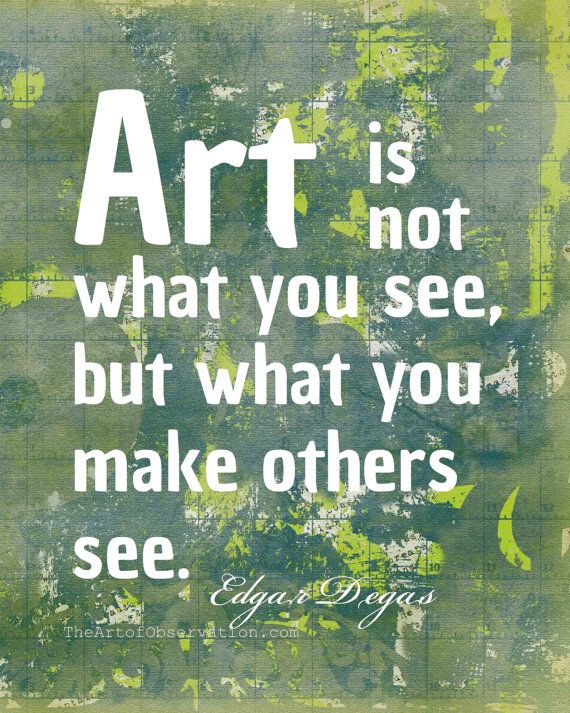 Art is
not
what you see,
but what you
make others
see.
Edgar Degas
TheArtofObservation.com